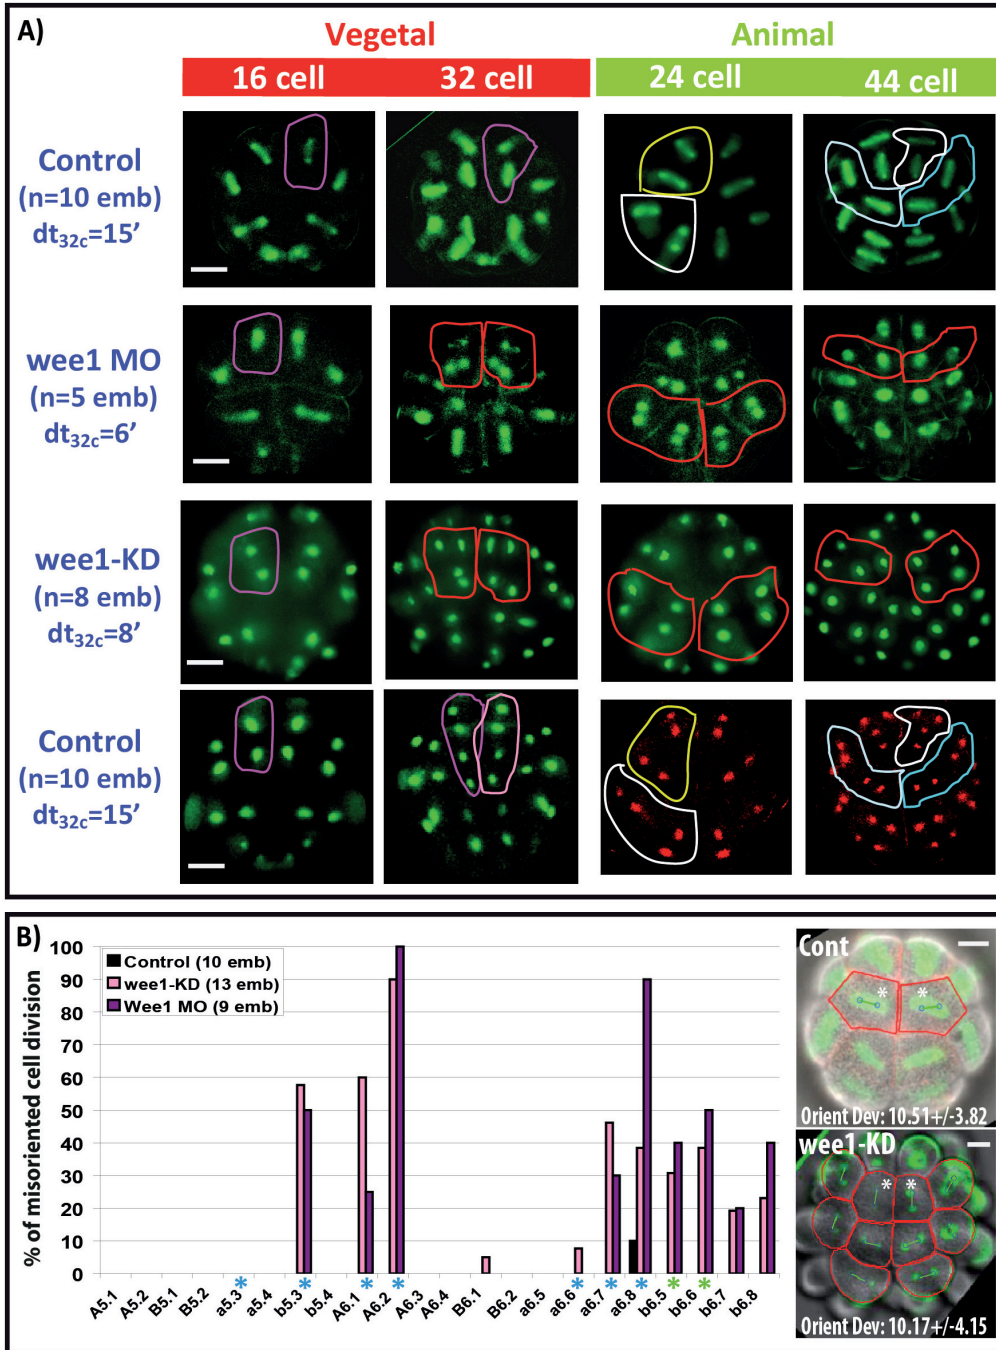 A)
Vegetal Animal
16 cell 32 cell 24 cell 44 cell
Control
(n=10 emb)
dt32c=15’
wee1 MO
(n=5 emb)
dt32c=6’
wee1-KD
(n=8 emb)
dt32c=8’
Control
(n=10 emb)
dt32c=15’
B)
% of misoriented cell division
100
90
80
70
60
50
40
30
20
10
0
Control (10 emb)
wee1-KD (13 emb)
Wee1 MO (9 emb)
* * * * * * * * *
A5.1 A5.2 B5.1 B5.2 a5.3 a5.4 b5.3 b5.4 A6.1 A6.2 A6.3 A6.4 B6.1 B6.2 a6.5 a6.6 a6.7 a6.8 b6.5 b6.6 b6.7 b6.8
Cont
* *
Orient Dev: 10.51+/-3.82
wee1-KD
* *
Orient Dev: 10.17+/-4.15